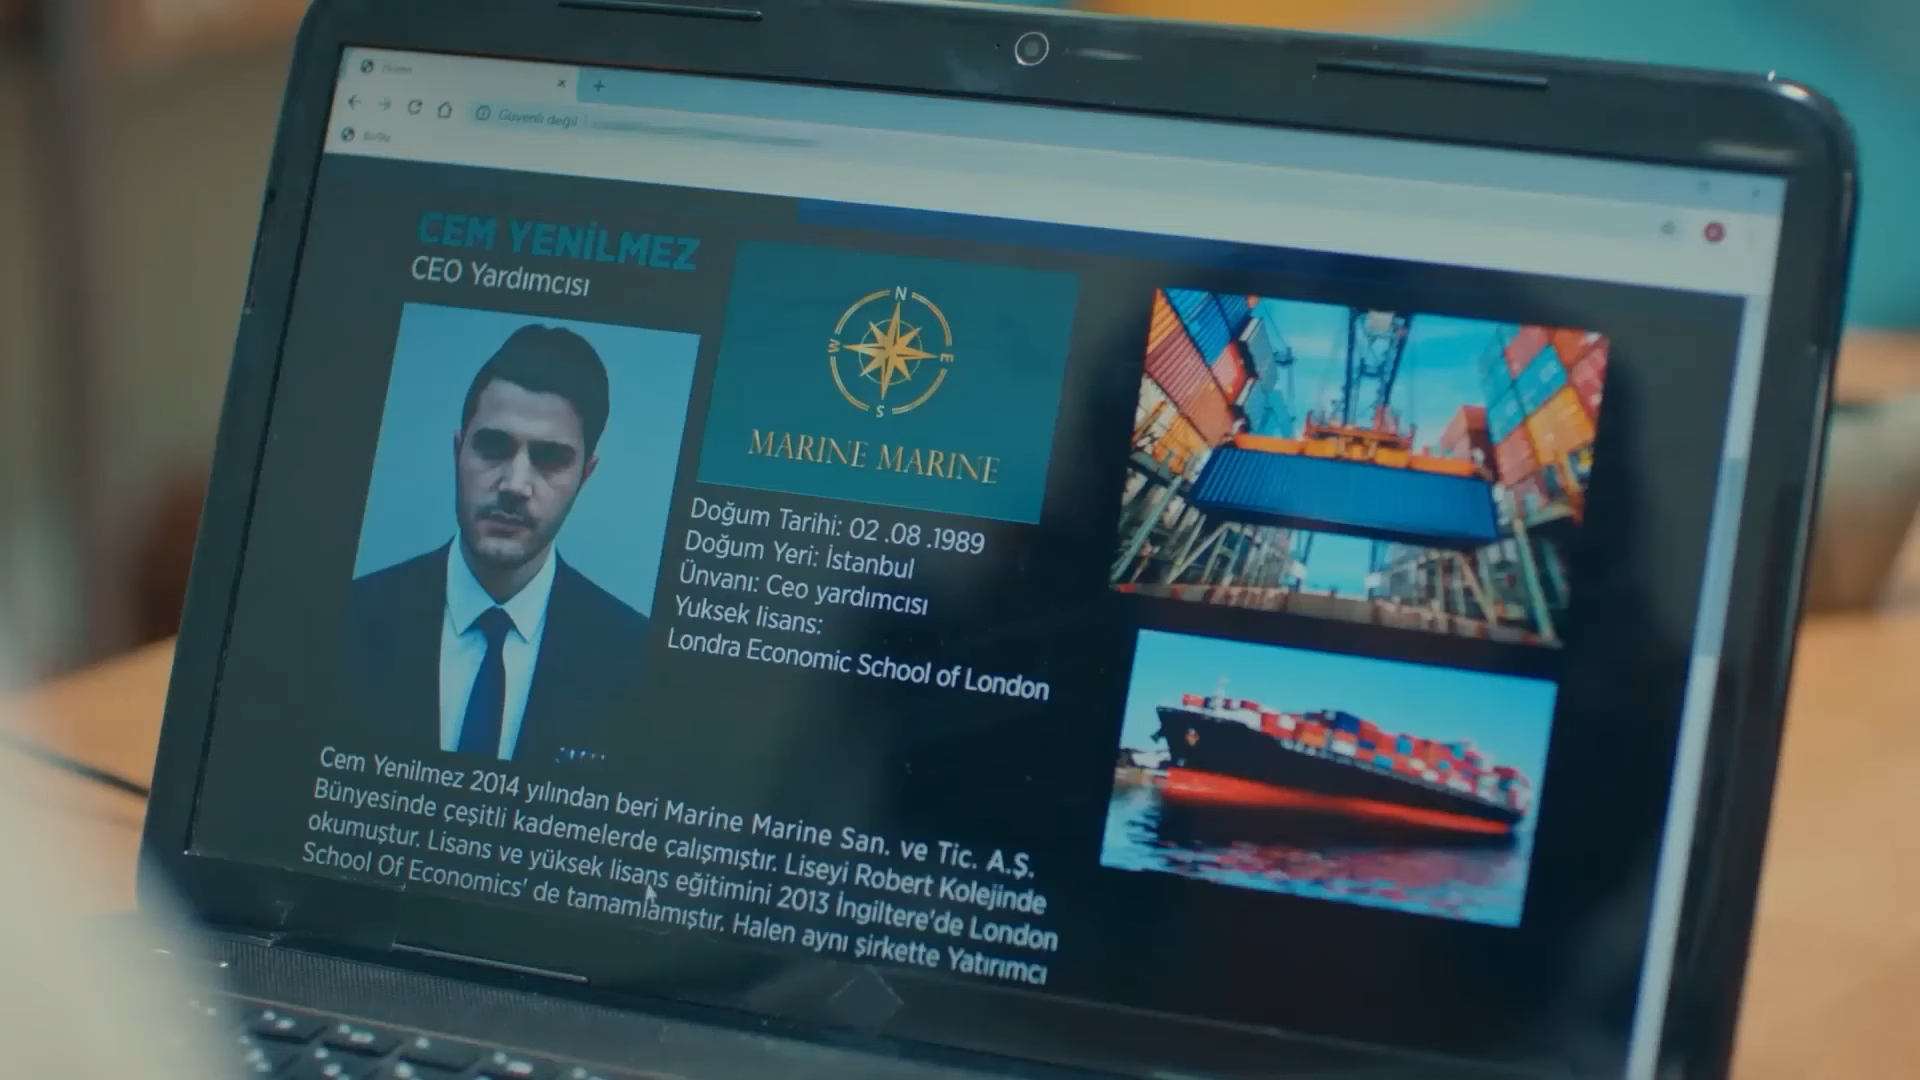 Güvenli değil
CEM YENİLMEZ
CEO Yardımcısı
N
W
E
S
MARINE MARINE
Doğum Tarihi: 02 .08 .1989
Doğum Yeri: İstanbul
Ünvanı: Ceo yardımcısı
Yuksek lisans:
Londra Economic School of London
Cem Yenilmez 2014 yılından beri Marine Marine San. ve Tic. A.Ş.
Bünyesinde çeşitli kademelerde çalışmıştır. Liseyi Robert Kolejinde
okumuştur. Lisans ve yüksek lisans eğitimini 2013 İngiltere'de London
School Of Economics' de tamamlamıştır. Halen aynı şirkette Yatırımcı